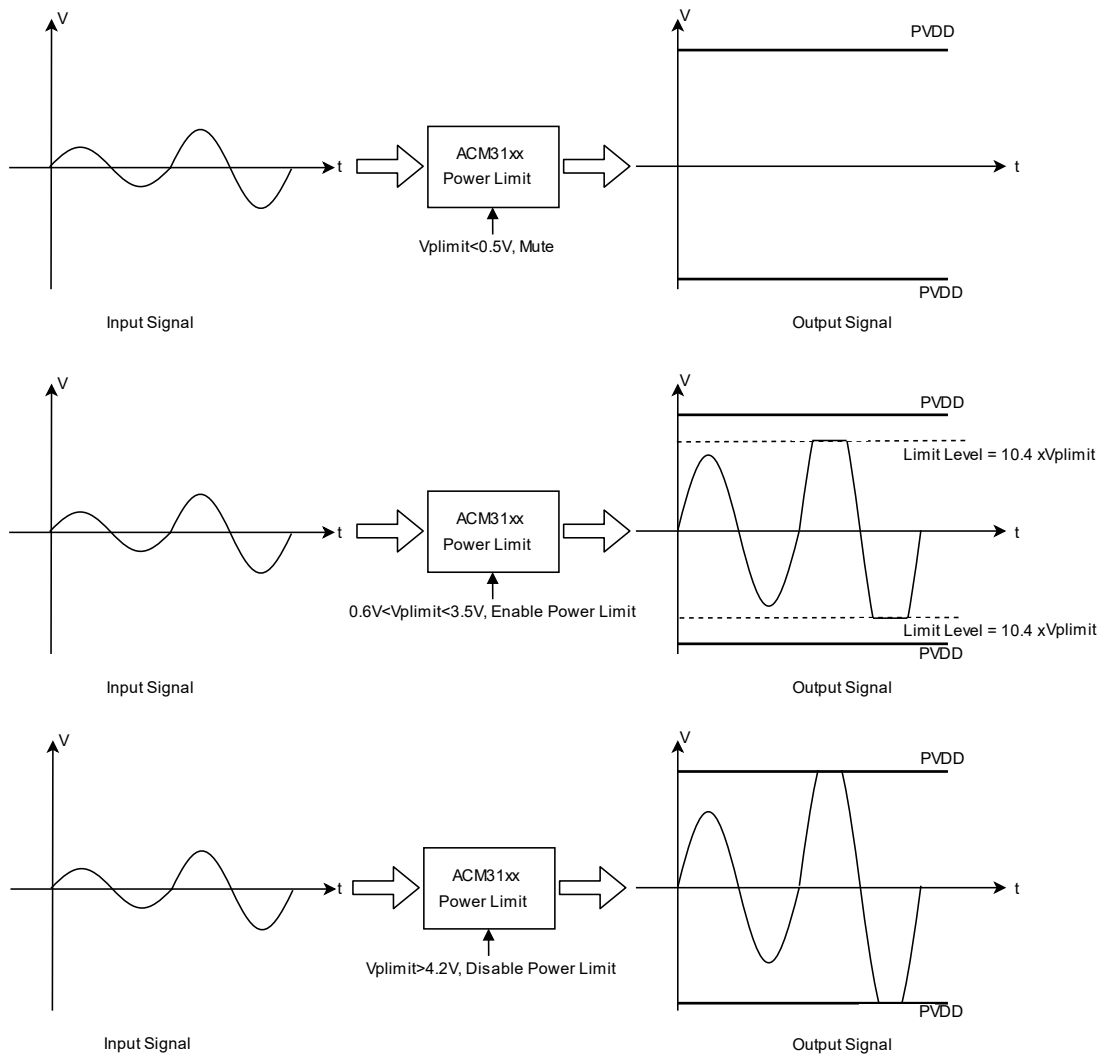 V
V
PVDD
t
ACM31xx
Power Limit
t
Vplimit<0.5V, Mute
PVDD
Input Signal
Output Signal
V
V
PVDD
Limit Level = 10.4 xVplimit
t
ACM31xx
Power Limit
t
0.6V<Vplimit<3.5V, Enable Power Limit
Limit Level = 10.4 xVplimit
PVDD
Input Signal
Output Signal
V
V
PVDD
t
ACM31xx
Power Limit
t
Vplimit>4.2V, Disable Power Limit
PVDD
Input Signal
Output Signal